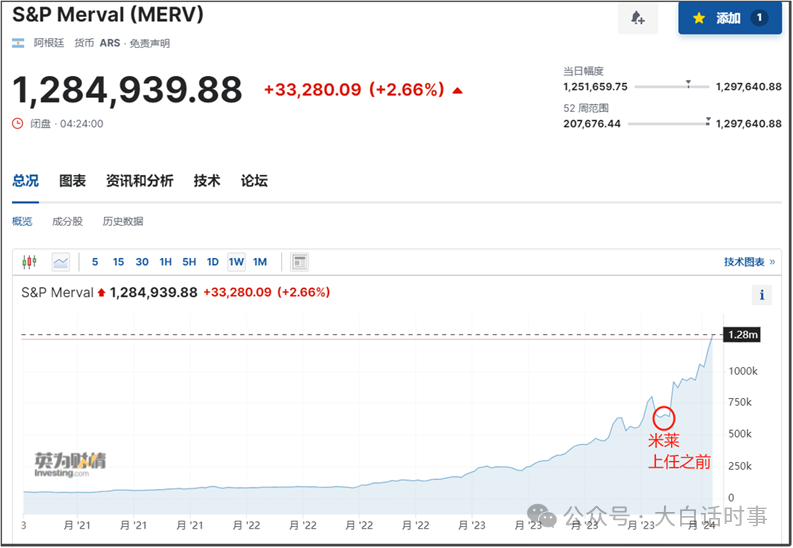 S&P Merval (MERV)
添加 1
阿根廷 货币 ARS · 免责声明
1,284,939.88 +33,280.09 (+2.66%)
闭盘 · 04:24:00
当日幅度
1,251,659.75 1,297,640.88
52 周范围
207,676.44 1,297,640.88
总况 图表 资讯和分析 技术 论坛
概览 成分股 历史数据
5 15 30 1H 5H 1D 1W 1M 技术图表 »
S&P Merval 1,284,939.88 +33,280.09 (+2.66%)
i
1.28m
1000k
750k
500k
250k
0
米莱
上任之前
英为财情
Investing.com
3 月 '21 月 '21 月 '21 月 '22 月 '22 月 '22 月 '22 月 '23 月 '23 月 '23 月 '23 月 '24
公众号 · 大白话时事